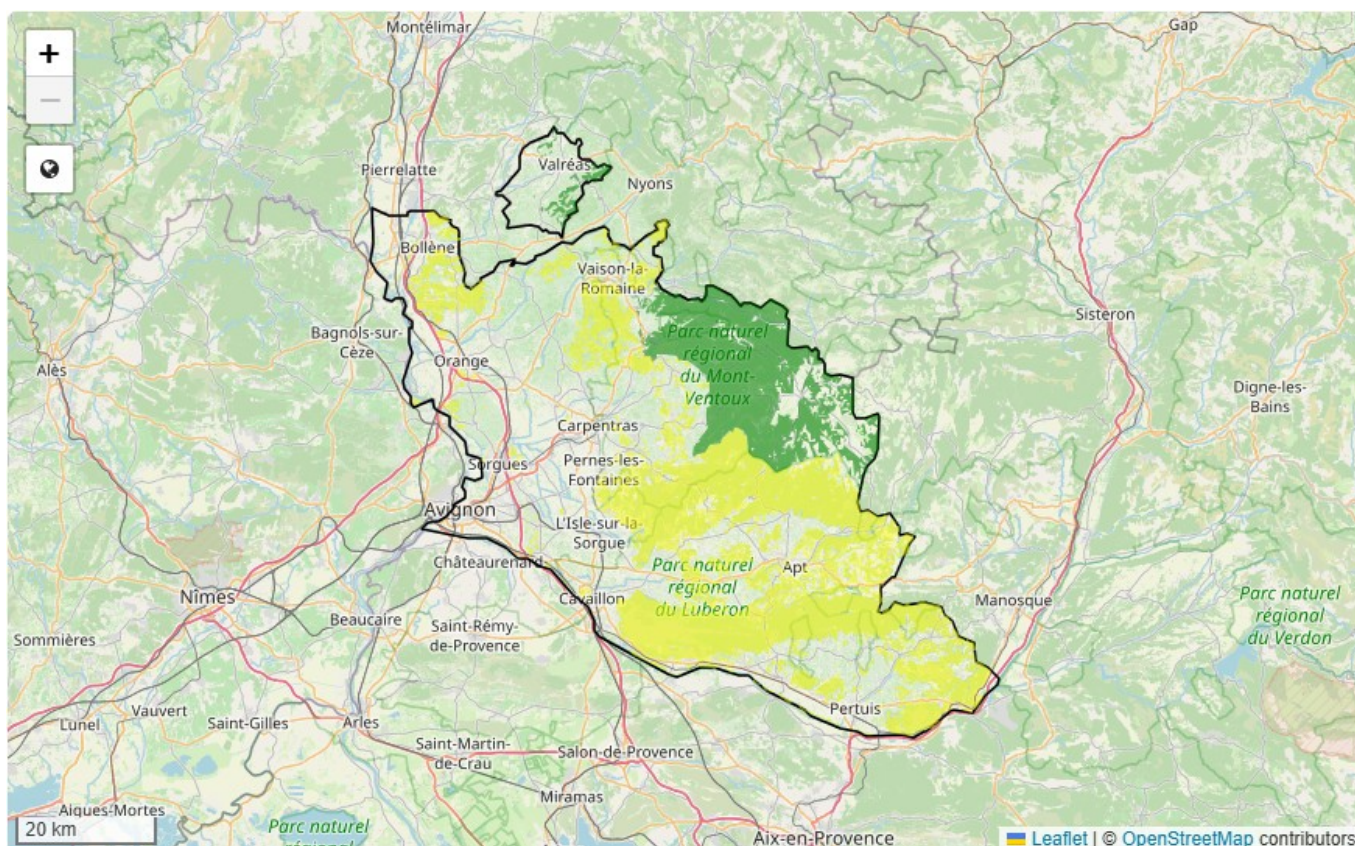 Montélimar
Gap
+
−
Valréas
Pierrelatte
Nyons
Bollène
Vaison-la-
Romaine
Bagnols-sur-
Cèze
Parc naturel
régional
du Mont-
Ventoux
Sisteron
Orange
Alès
Digne-les-
Bains
Carpentras
Sorgues
Pernes-les-
Fontaines
Avignon
L'Isle-sur-la-
Sorgue
Châteaurenard
Parc naturel
régional
du Luberon
Apt
Nîmes
Cavaillon
Manosque
Parc naturel
régional
du Verdon
Beaucaire
Saint-Rémy-
de-Provence
Sommières
Pertuis
Vauvert
Lunel
Saint-Gilles
Arles
Saint-Martin-
de-Crau
Salon-de-Provence
Miramas
Aigues-Mortes
20 km
Parc naturel
régional
Aix-en-Provence
Leaflet | © OpenStreetMap contributors